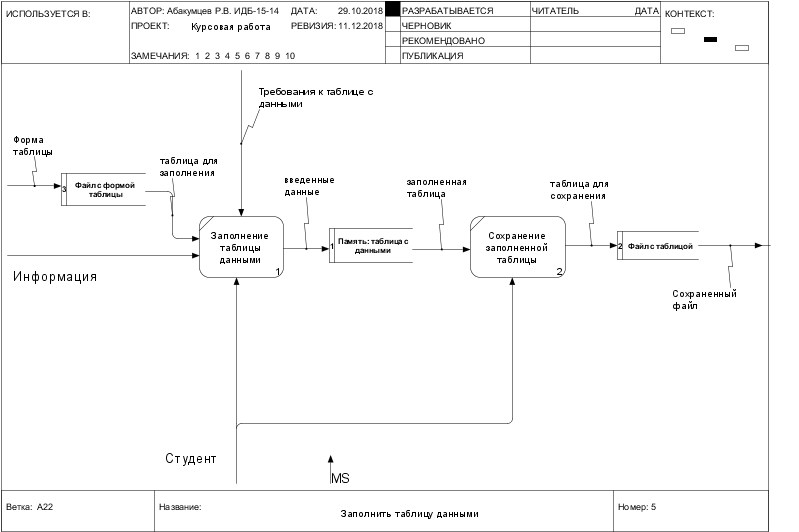 ИСПОЛЬЗУЕТСЯ В:
АВТОР: Абакумцев Р.В. ИДБ-15-14
ДАТА: 29.10.2018
РАЗРАБАТЫВАЕТСЯ
ЧИТАТЕЛЬ
ДАТА
КОНТЕКСТ:
ПРОЕКТ: Курсовая работа
РЕВИЗИЯ: 11.12.2018
ЧЕРНОВИК
РЕКОМЕНДОВАНО
ЗАМЕЧАНИЯ: 1 2 3 4 5 6 7 8 9 10
ПУБЛИКАЦИЯ
Требования к таблице с
данными
Форма
таблицы
таблица для
заполнения
3
Файл с формой
таблицы
введенные
данные
заполненная
таблица
таблица для
сохранения
Заполнение
таблицы
данными
1
1
Память: таблица с
данными
Сохранение
заполненной
таблицы
2
2
Файл с таблицой
Информация
Сохраненный
файл
Студент
MS
Ветка: A22
Название:
Заполнить таблицу данными
Номер: 5